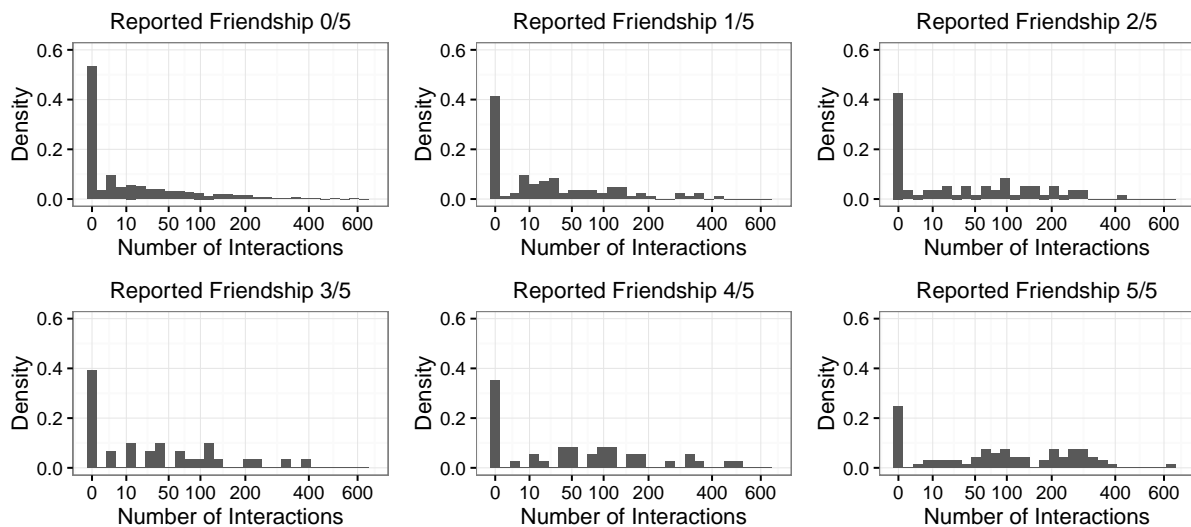 Reported Friendship 0/5
0.6
0.4
0.2
0.0
Density
0 10 50 100 200 400 600
Number of Interactions
Reported Friendship 1/5
0.6
0.4
0.2
0.0
Density
0 10 50 100 200 400 600
Number of Interactions
Reported Friendship 2/5
0.6
0.4
0.2
0.0
Density
0 10 50 100 200 400 600
Number of Interactions
Reported Friendship 3/5
0.6
0.4
0.2
0.0
Density
0 10 50 100 200 400 600
Number of Interactions
Reported Friendship 4/5
0.6
0.4
0.2
0.0
Density
0 10 50 100 200 400 600
Number of Interactions
Reported Friendship 5/5
0.6
0.4
0.2
0.0
Density
0 10 50 100 200 400 600
Number of Interactions